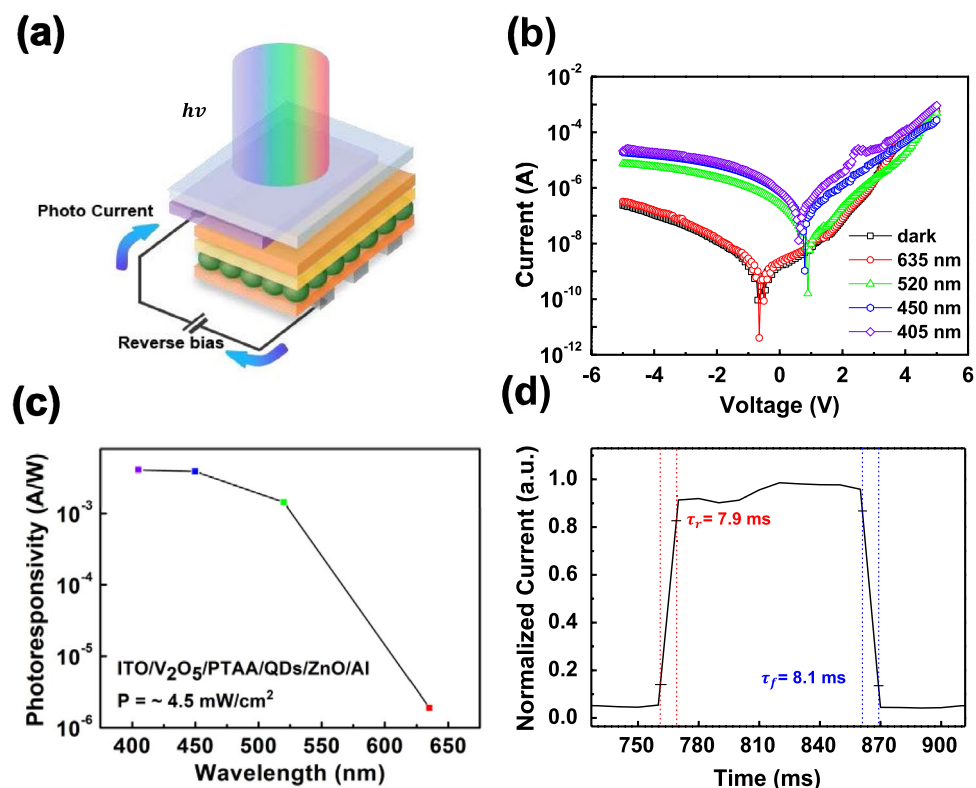 (a)
hν
Photo Current
Reverse bias
(b)
10⁻²
10⁻⁴
10⁻⁶
10⁻⁸
10⁻¹⁰
10⁻¹²
Current (A)
dark
635 nm
520 nm
450 nm
405 nm
-6 -4 -2 0 2 4 6
Voltage (V)
(c)
10⁻³
10⁻⁴
10⁻⁵
10⁻⁶
Photoresponsivity (A/W)
ITO/V₂O₅/PTAA/QDs/ZnO/Al
P = ~ 4.5 mW/cm²
400 450 500 550 600 650
Wavelength (nm)
(d)
1.0
0.8
0.6
0.4
0.2
0.0
Normalized Current (a.u.)
τᵣ = 7.9 ms
τf = 8.1 ms
750 780 810 840 870 900
Time (ms)